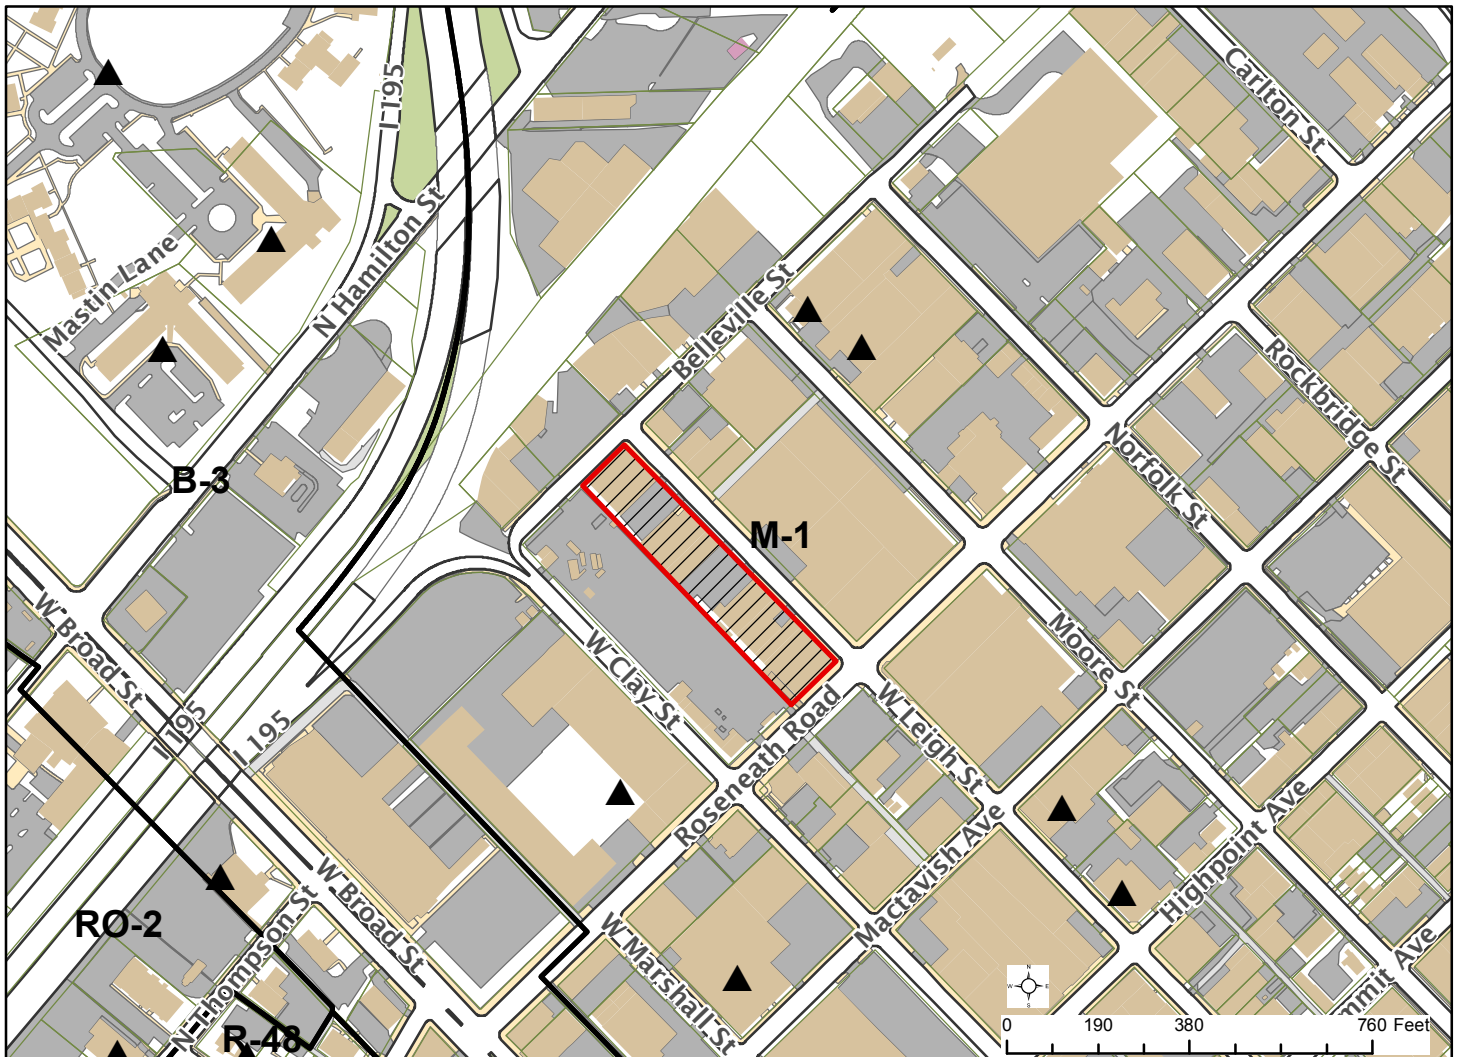 I 195
Carlton St
N Hamilton St
Mastin Lane
Belleville St
Rockbridge St
Norfolk St
B-3
M-1
W Broad St
W Clay St
Moore St
W Leigh St
I 195
I 195
Roseneath Road
Mactavish Ave
Highpoint Ave
W Broad St
RO-2
N Thompson St
W Marshall St
mmit Ave
R-48
N
W E
S
0 190 380 760 Feet